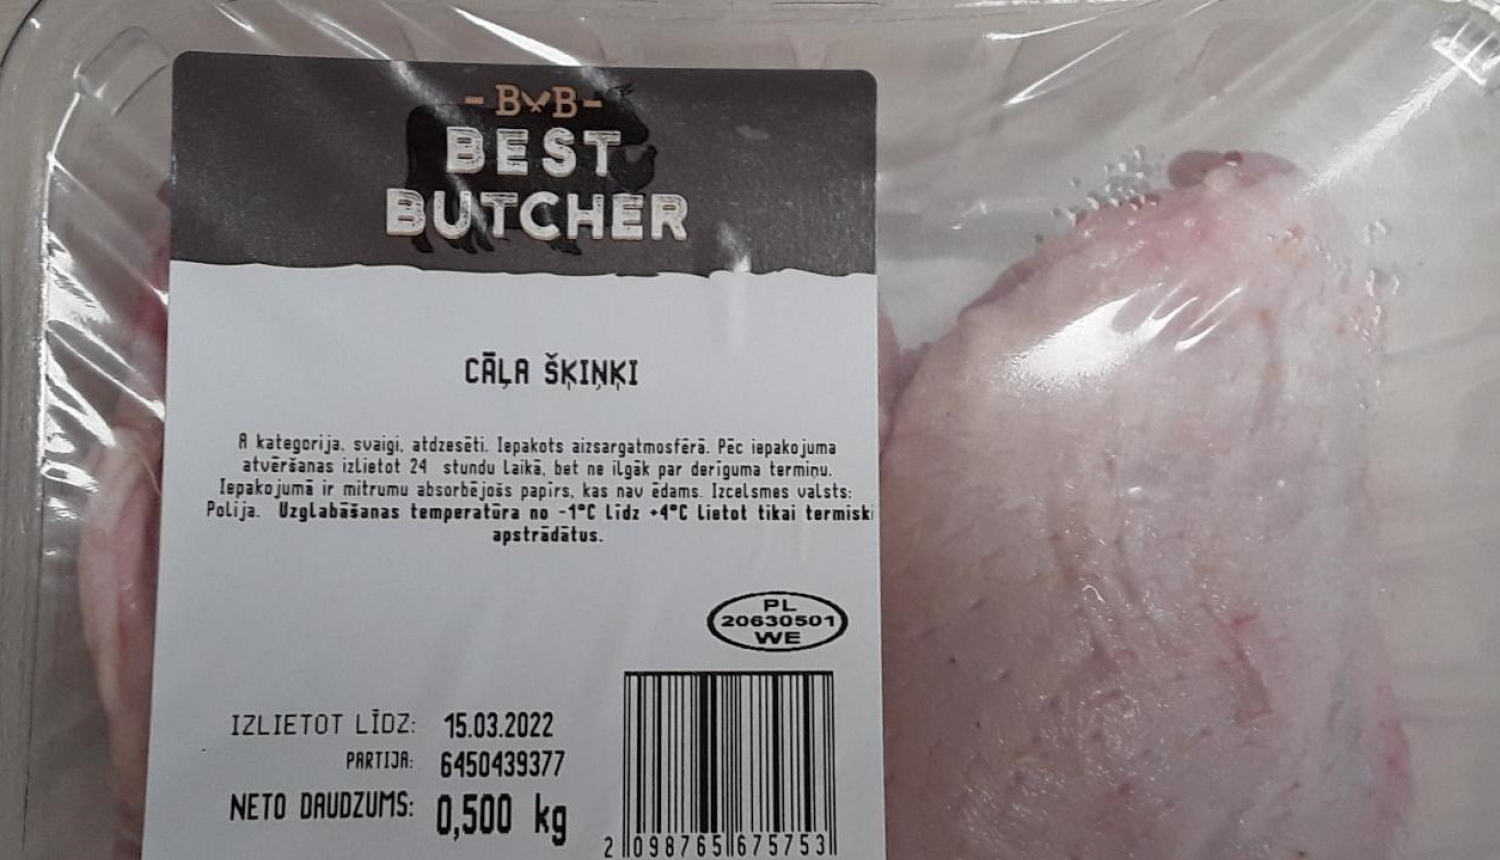 - B B -
BEST
BUTCHER
CĀĻA ŠĶIŅĶI
A kategorija, svaigi, atdzesēti. Iepakots aizsargatmosfērā. Pēc iepakojuma
atvēršanas izlietot 24 stundu laikā, bet ne ilgāk par derīguma termiņu.
Iepakojumā ir mitrumu absorbējošs papīrs, kas nav ēdams. Izcelsmes valsts:
Polija. Uzglabāšanas temperatūra no -1°C līdz +4°C Lietot tikai termiski
apstrādātus.
PL
20630501
WE
IZLIETOT LĪDZ: 15.03.2022
PARTIJA: 6450439377
NETO DAUDZUMS: 0,500 kg
2 098765 675753